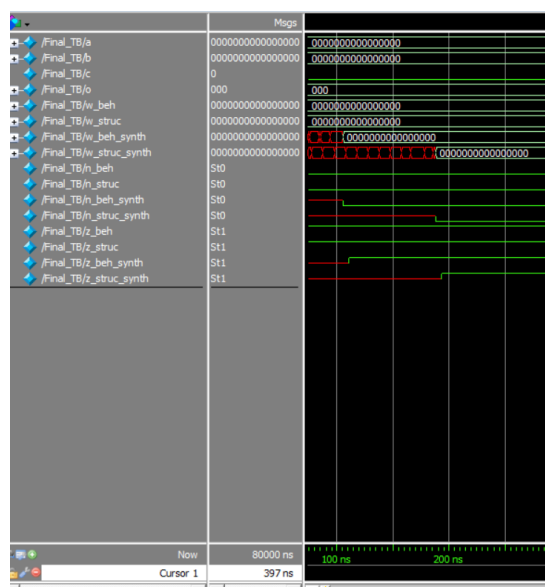 Msgs
/Final_TB/a 0000000000000000 0000000000000000
/Final_TB/b 0000000000000000 0000000000000000
/Final_TB/c 0
/Final_TB/o 000 000
/Final_TB/w_beh 0000000000000000 0000000000000000
/Final_TB/w_struc 0000000000000000 0000000000000000
/Final_TB/w_beh_synth 0000000000000000 0000000000000000
/Final_TB/w_struc_synth 0000000000000000 0000000000000000
/Final_TB/n_beh St0
/Final_TB/n_struc St0
/Final_TB/n_beh_synth St0
/Final_TB/n_struc_synth St0
/Final_TB/z_beh St1
/Final_TB/z_struc St1
/Final_TB/z_beh_synth St1
/Final_TB/z_struc_synth St1
Now 80000 ns 100 ns 200 ns
Cursor 1 397 ns